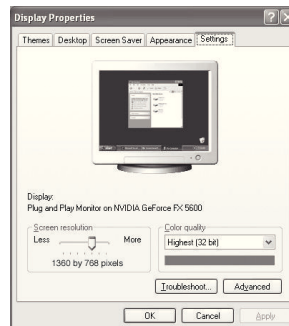 Display Properties
Themes Desktop Screen Saver Appearance Settings
Display:
Plug and Play Monitor on NVIDIA GeForce FX 5600
Screen resolution
Less More
1360 by 768 pixels
Color quality
Highest (32 bit)
Troubleshoot... Advanced
OK Cancel Apply